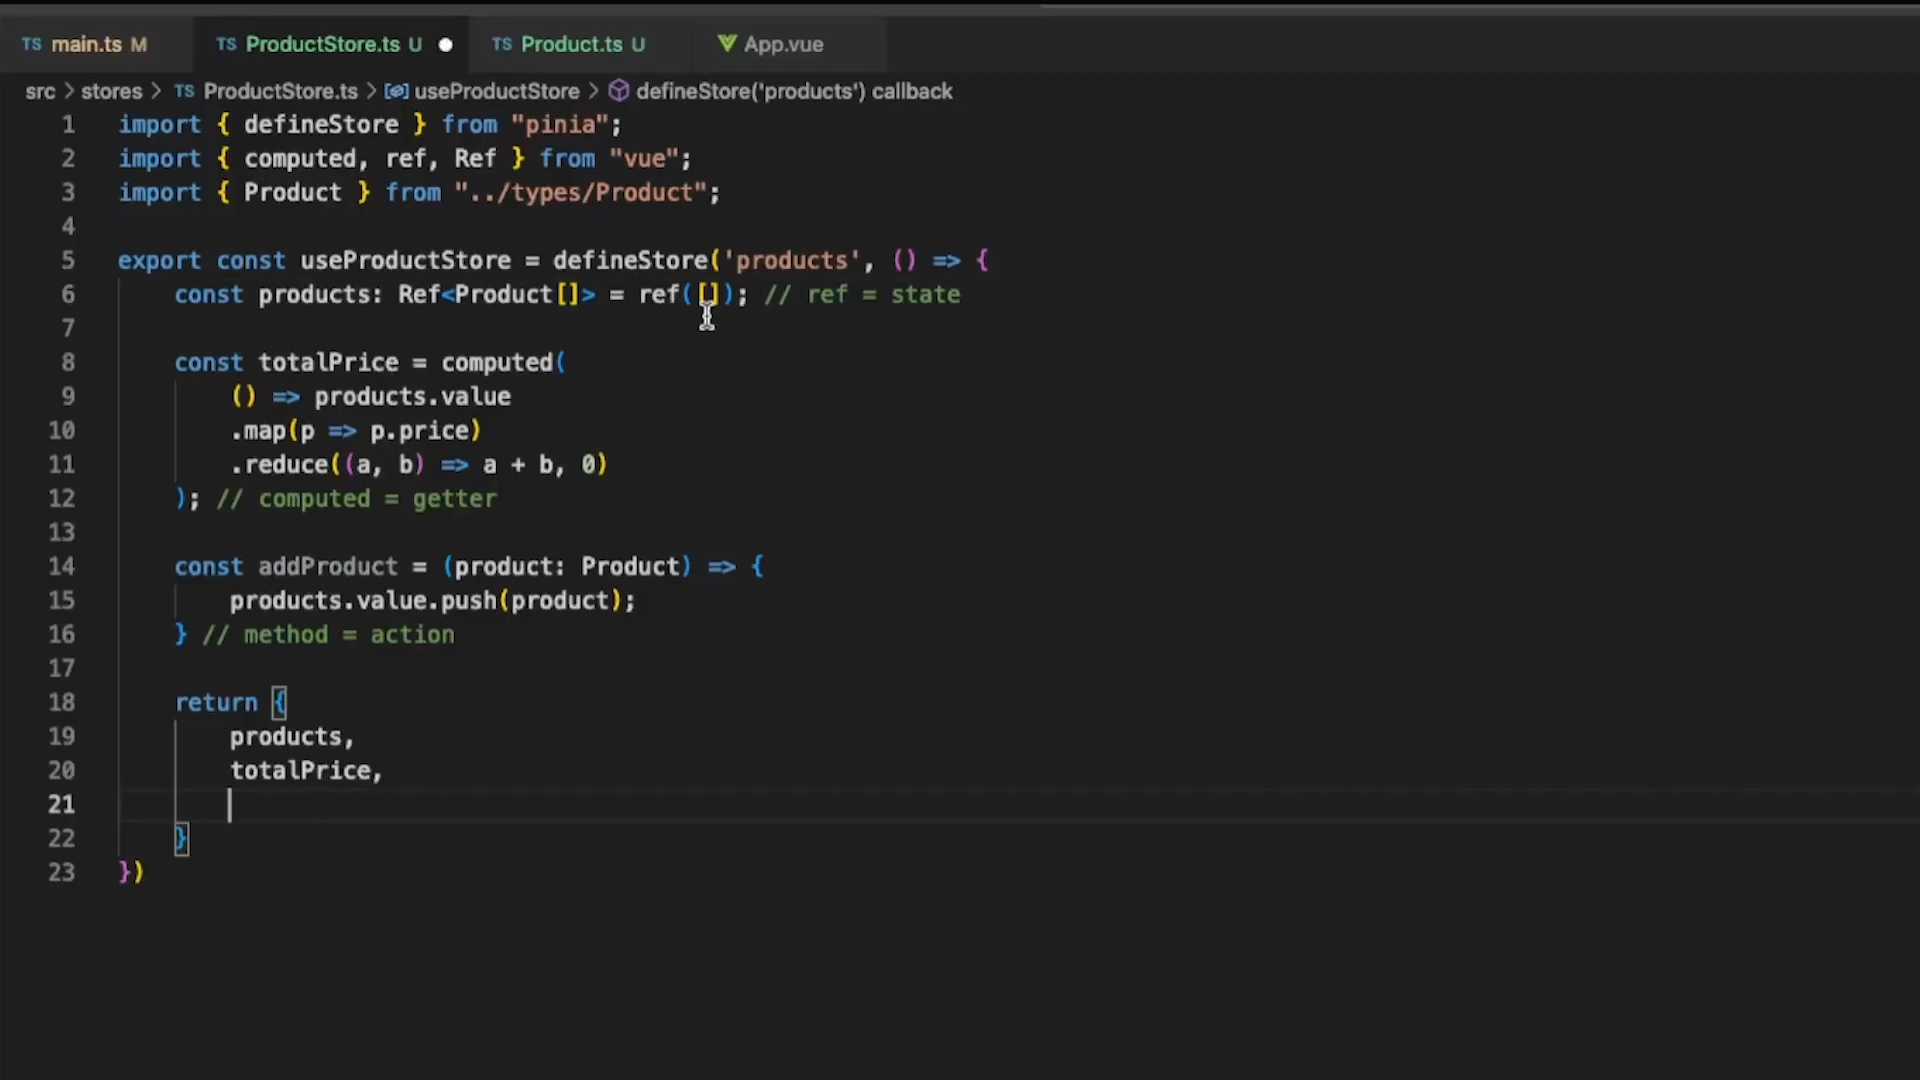 TS main.ts M TS ProductStore.ts U TS Product.ts U App.vue
src > stores > TS ProductStore.ts > useProductStore > defineStore('products') callback
1 import { defineStore } from "pinia";
2 import { computed, ref, Ref } from "vue";
3 import { Product } from "../types/Product";
4
5 export const useProductStore = defineStore('products', () => {
6 const products: Ref<Product[]> = ref([]); // ref = state
7
8 const totalPrice = computed(
9 () => products.value
10 .map(p => p.price)
11 .reduce((a, b) => a + b, 0)
12 ); // computed = getter
13
14 const addProduct = (product: Product) => {
15 products.value.push(product);
16 } // method = action
17
18 return {
19 products,
20 totalPrice,
21
22 }
23 })